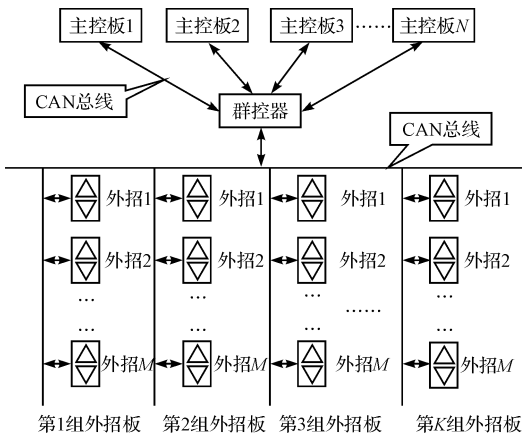 主控板1 主控板2 主控板3 …… 主控板N
CAN总线
群控器
CAN总线
外招1 外招1 外招1 外招1
外招2 外招2 外招2 外招2
… … … …
……
外招M 外招M 外招M 外招M
第1组外招板 第2组外招板 第3组外招板 第K组外招板